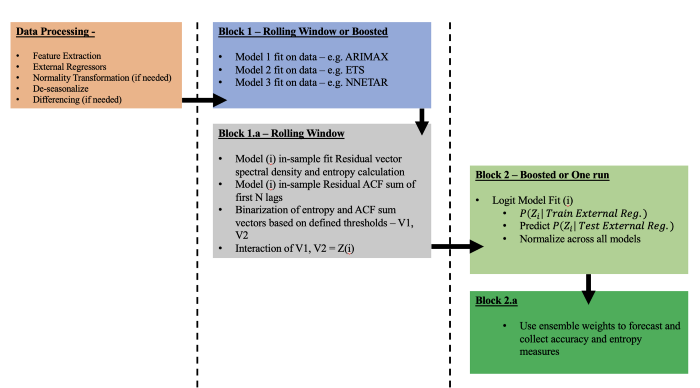 Data Processing -
• Feature Extraction
• External Regressors
• Normality Transformation (if needed)
• De-seasonalize
• Differencing (if needed)
Block 1 – Rolling Window or Boosted
• Model 1 fit on data – e.g. ARIMAX
• Model 2 fit on data – e.g. ETS
• Model 3 fit on data – e.g. NNETAR
Block 1.a – Rolling Window
• Model (i) in-sample fit Residual vector
spectral density and entropy calculation
• Model (i) in-sample Residual ACF sum of
first N lags
• Binarization of entropy and ACF sum
vectors based on defined thresholds – V1,
V2
• Interaction of V1, V2 = Z(i)
Block 2 – Boosted or One run
• Logit Model Fit (i)
• P(Zᵢ| Train External Reg.)
• Predict P(Zᵢ| Test External Reg.)
• Normalize across all models
Block 2.a
• Use ensemble weights to forecast and
collect accuracy and entropy
measures